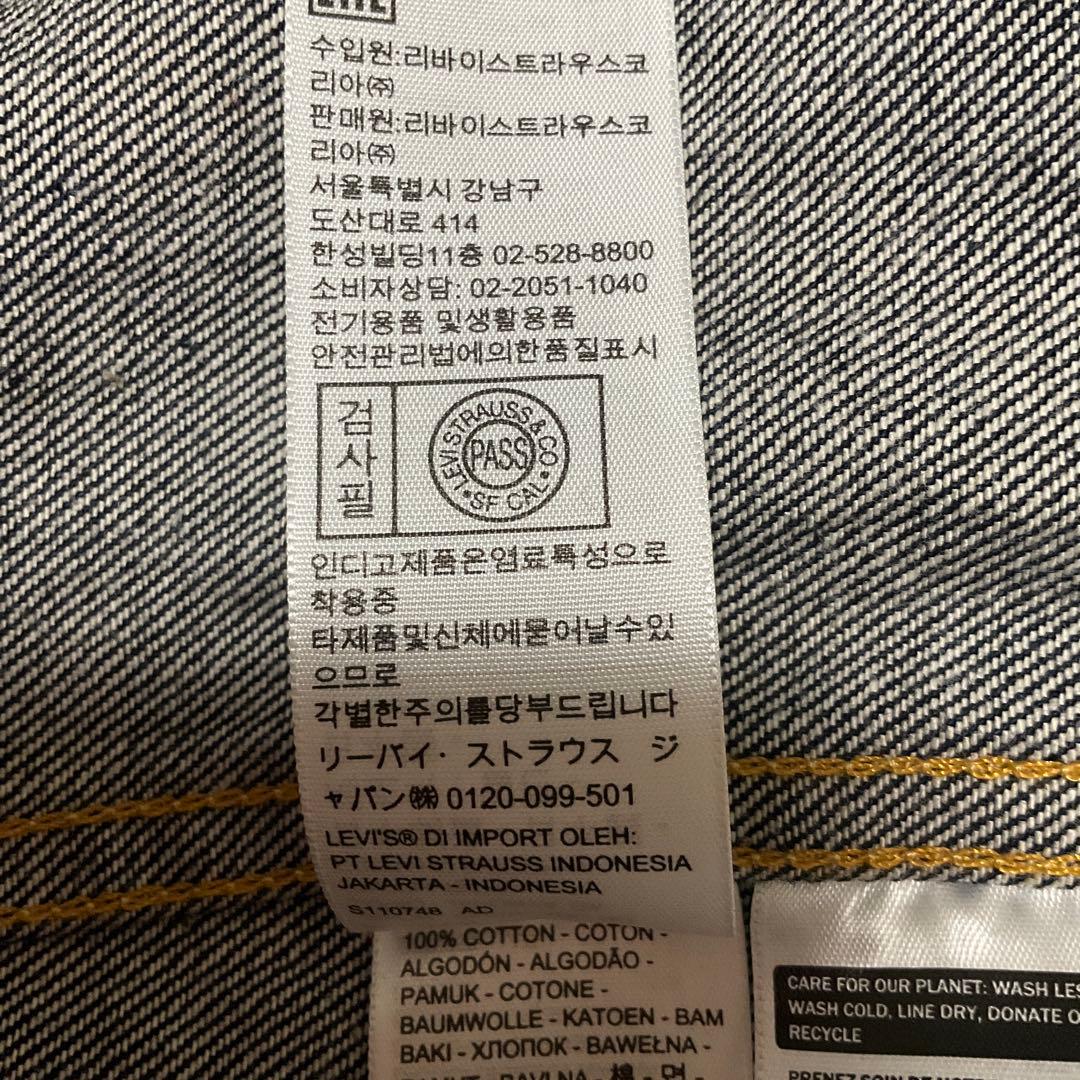 수입원:리바이스트라우스코
리아㈜
판매원:리바이스트라우스코
리아㈜
서울특별시 강남구
도산대로 414
한성빌딩11층 02-528-8800
소비자상담: 02-2051-1040
전기용품 및생활용품
안전관리법에의한품질표시
검
사
필
LEVI STRAUSS & CO
PASS
SF CAL
인디고제품은염료특성으로
착용중
타제품및신체에묻어날수있
으므로
각별한주의를당부드립니다
リーバイ・ストラウス ジ
ャパン㈱ 0120-099-501
LEVI'S® DI IMPORT OLEH:
PT LEVI STRAUSS INDONESIA
JAKARTA - INDONESIA
S110748 AD
100% COTTON - COTON -
ALGODÓN - ALGODÃO -
PAMUK - COTONE -
BAUMWOLLE - KATOEN - BAM
BAKI - ХЛОПОК - BAWEŁNA -
CARE FOR OUR PLANET: WASH LES
WASH COLD, LINE DRY, DONATE O
RECYCLE